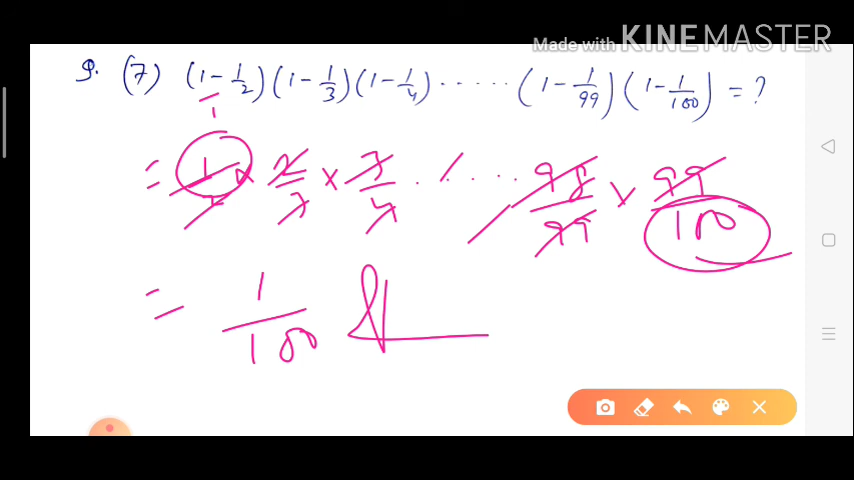 Made with KINEMASTER
Q. (7) (1 - 1/2) (1 - 1/3) (1 - 1/4) ..... (1 - 1/99) (1 - 1/100) = ?
= 1/2 × 2/3 × 3/4 ..... 98/99 × 99/100
= 1/100